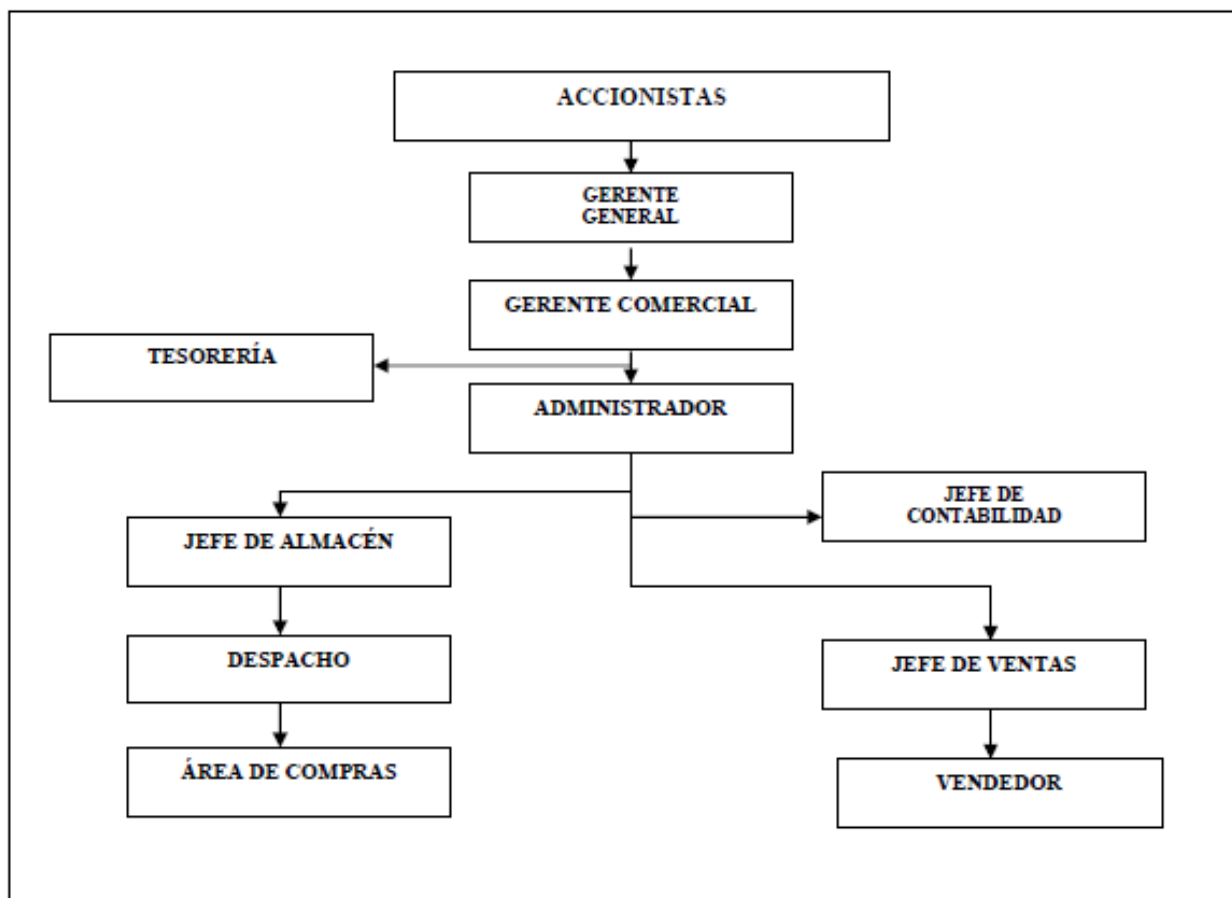 ACCIONISTAS
GERENTE
GENERAL
GERENTE COMERCIAL
TESORERÍA
ADMINISTRADOR
JEFE DE
CONTABILIDAD
JEFE DE ALMACÉN
DESPACHO
JEFE DE VENTAS
ÁREA DE COMPRAS
VENDEDOR